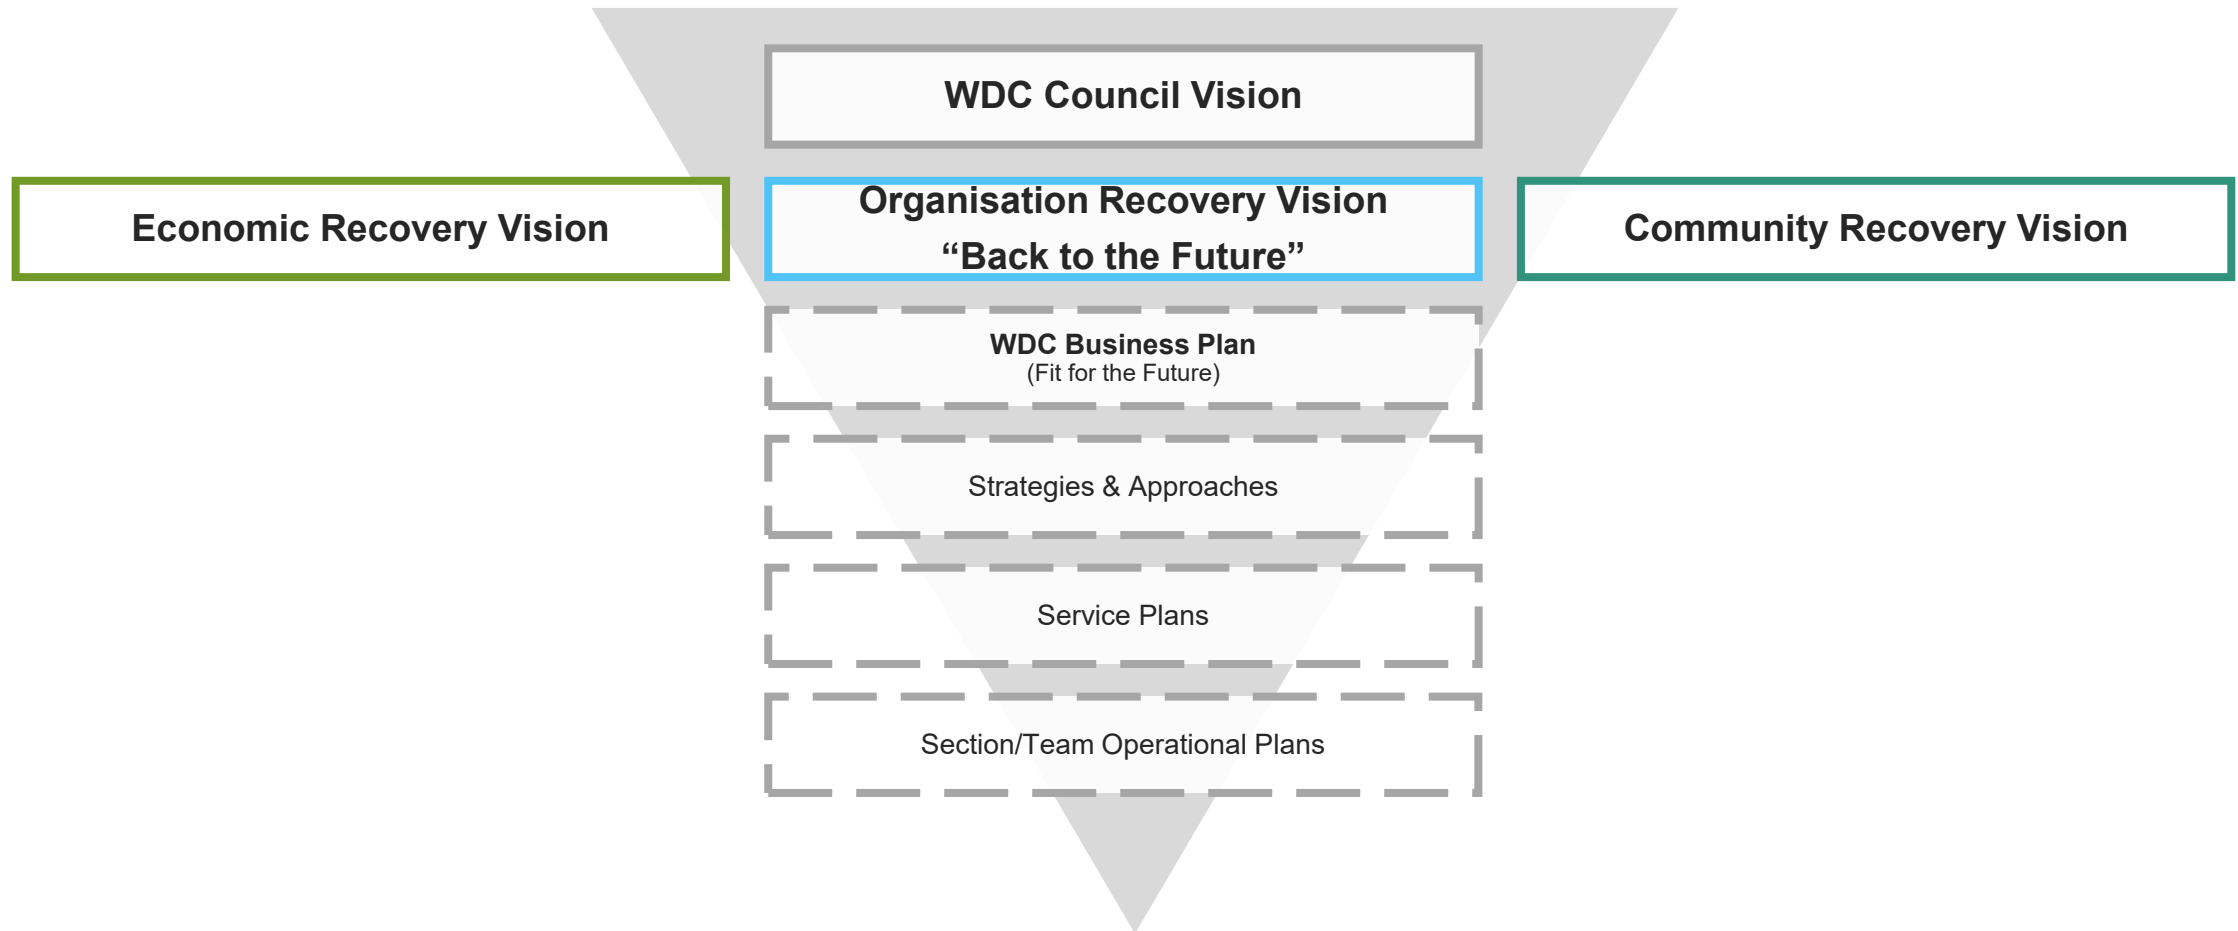 WDC Council Vision
Economic Recovery Vision
Organisation Recovery Vision
“Back to the Future”
Community Recovery Vision
WDC Business Plan
(Fit for the Future)
Strategies & Approaches
Service Plans
Section/Team Operational Plans